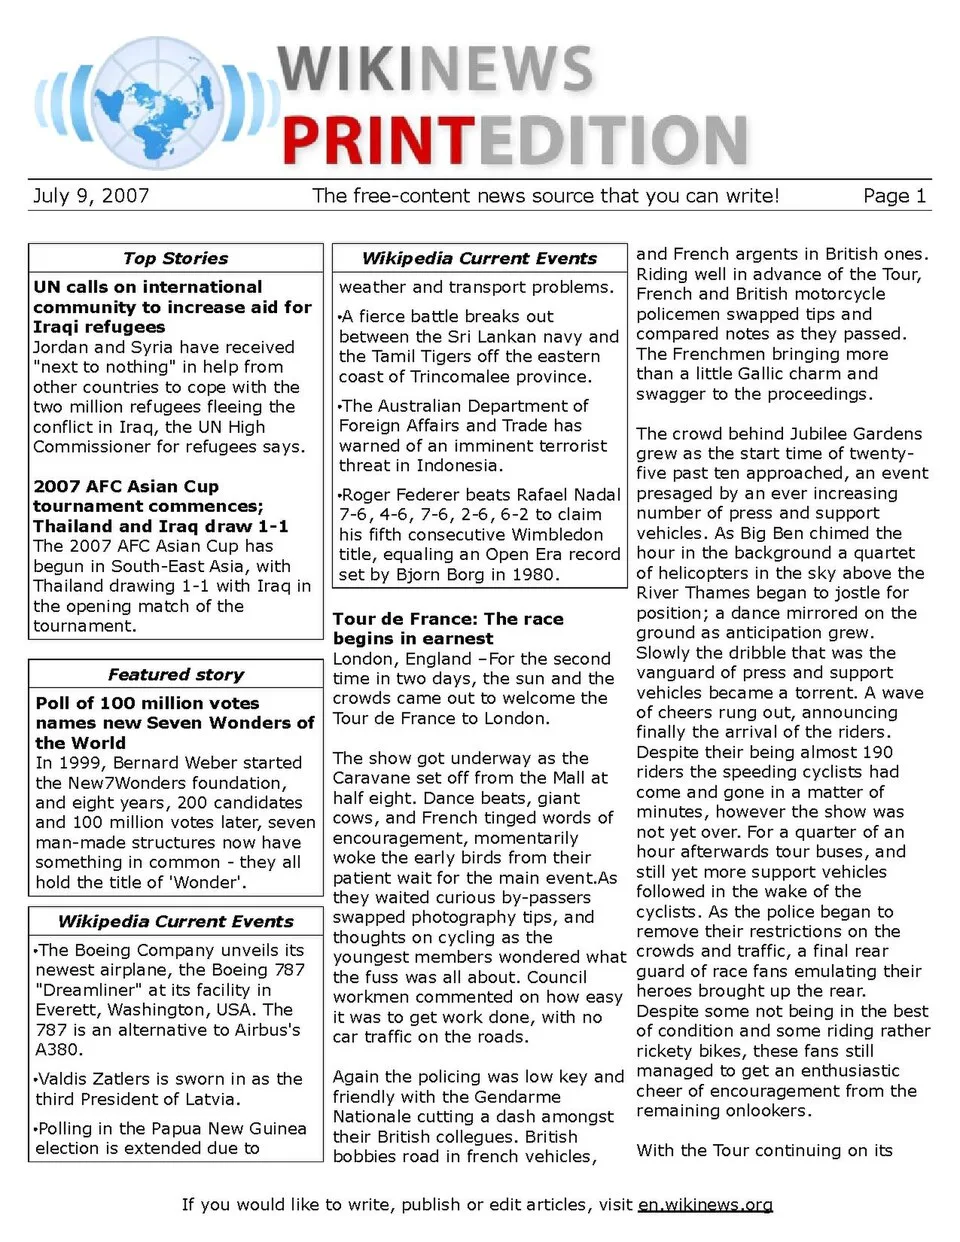 WIKINEWS
PRINTEDITION
July 9, 2007 The free-content news source that you can write! Page 1
Top Stories
UN calls on international
community to increase aid for
Iraqi refugees
Jordan and Syria have received
"next to nothing" in help from
other countries to cope with the
two million refugees fleeing the
conflict in Iraq, the UN High
Commissioner for refugees says.
2007 AFC Asian Cup
tournament commences;
Thailand and Iraq draw 1-1
The 2007 AFC Asian Cup has
begun in South-East Asia, with
Thailand drawing 1-1 with Iraq in
the opening match of the
tournament.
Featured story
Poll of 100 million votes
names new Seven Wonders of
the World
In 1999, Bernard Weber started
the New7Wonders foundation,
and eight years, 200 candidates
and 100 million votes later, seven
man-made structures now have
something in common - they all
hold the title of 'Wonder'.
Wikipedia Current Events
•The Boeing Company unveils its
newest airplane, the Boeing 787
"Dreamliner" at its facility in
Everett, Washington, USA. The
787 is an alternative to Airbus's
A380.
•Valdis Zatlers is sworn in as the
third President of Latvia.
•Polling in the Papua New Guinea
election is extended due to
Wikipedia Current Events
weather and transport problems.
•A fierce battle breaks out
between the Sri Lankan navy and
the Tamil Tigers off the eastern
coast of Trincomalee province.
•The Australian Department of
Foreign Affairs and Trade has
warned of an imminent terrorist
threat in Indonesia.
•Roger Federer beats Rafael Nadal
7-6, 4-6, 7-6, 2-6, 6-2 to claim
his fifth consecutive Wimbledon
title, equaling an Open Era record
set by Bjorn Borg in 1980.
Tour de France: The race
begins in earnest
London, England –For the second
time in two days, the sun and the
crowds came out to welcome the
Tour de France to London.
The show got underway as the
Caravane set off from the Mall at
half eight. Dance beats, giant
cows, and French tinged words of
encouragement, momentarily
woke the early birds from their
patient wait for the main event.As
they waited curious by-passers
swapped photography tips, and
thoughts on cycling as the
youngest members wondered what
the fuss was all about. Council
workmen commented on how easy
it was to get work done, with no
car traffic on the roads.
Again the policing was low key and
friendly with the Gendarme
Nationale cutting a dash amongst
their British collegues. British
bobbies road in french vehicles,
and French argents in British ones.
Riding well in advance of the Tour,
French and British motorcycle
policemen swapped tips and
compared notes as they passed.
The Frenchmen bringing more
than a little Gallic charm and
swagger to the proceedings.
The crowd behind Jubilee Gardens
grew as the start time of twenty-
five past ten approached, an event
presaged by an ever increasing
number of press and support
vehicles. As Big Ben chimed the
hour in the background a quartet
of helicopters in the sky above the
River Thames began to jostle for
position; a dance mirrored on the
ground as anticipation grew.
Slowly the dribble that was the
vanguard of press and support
vehicles became a torrent. A wave
of cheers rung out, announcing
finally the arrival of the riders.
Despite their being almost 190
riders the speeding cyclists had
come and gone in a matter of
minutes, however the show was
not yet over. For a quarter of an
hour afterwards tour buses, and
still yet more support vehicles
followed in the wake of the
cyclists. As the police began to
remove their restrictions on the
crowds and traffic, a final rear
guard of race fans emulating their
heroes brought up the rear.
Despite some not being in the best
of condition and some riding rather
rickety bikes, these fans still
managed to get an enthusiastic
cheer of encouragement from the
remaining onlookers.
With the Tour continuing on its
If you would like to write, publish or edit articles, visit en.wikinews.org